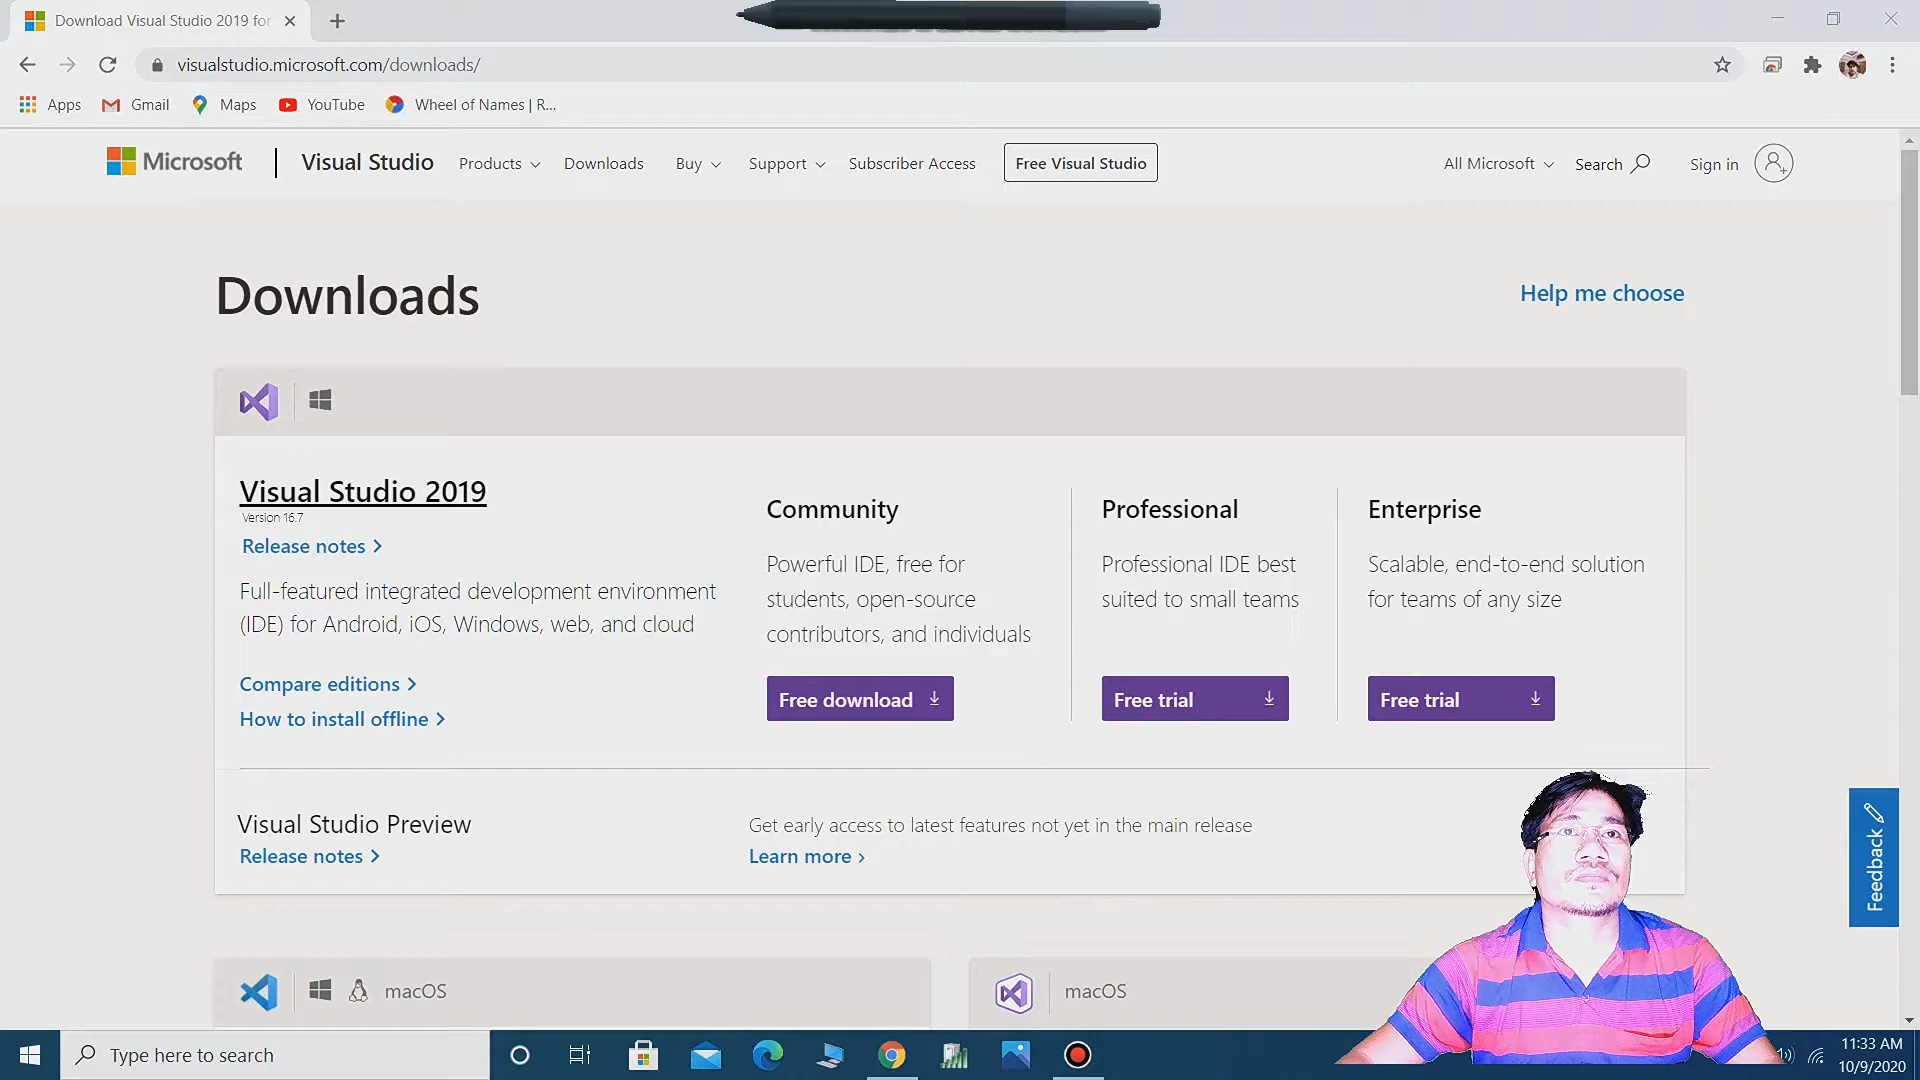 Download Visual Studio 2019 for
visualstudio.microsoft.com/downloads/
Apps Gmail Maps YouTube Wheel of Names | R...
Microsoft Visual Studio Products Downloads Buy Support Subscriber Access Free Visual Studio All Microsoft Search Sign in
Downloads
Help me choose
Visual Studio 2019
Version 16.7
Release notes
Full-featured integrated development environment
(IDE) for Android, iOS, Windows, web, and cloud
Compare editions
How to install offline
Community
Powerful IDE, free for
students, open-source
contributors, and individuals
Free download
Professional
Professional IDE best
suited to small teams
Free trial
Enterprise
Scalable, end-to-end solution
for teams of any size
Free trial
Visual Studio Preview
Release notes
Get early access to latest features not yet in the main release
Learn more
Feedback
macOS
macOS
Type here to search
11:33 AM
10/9/2020